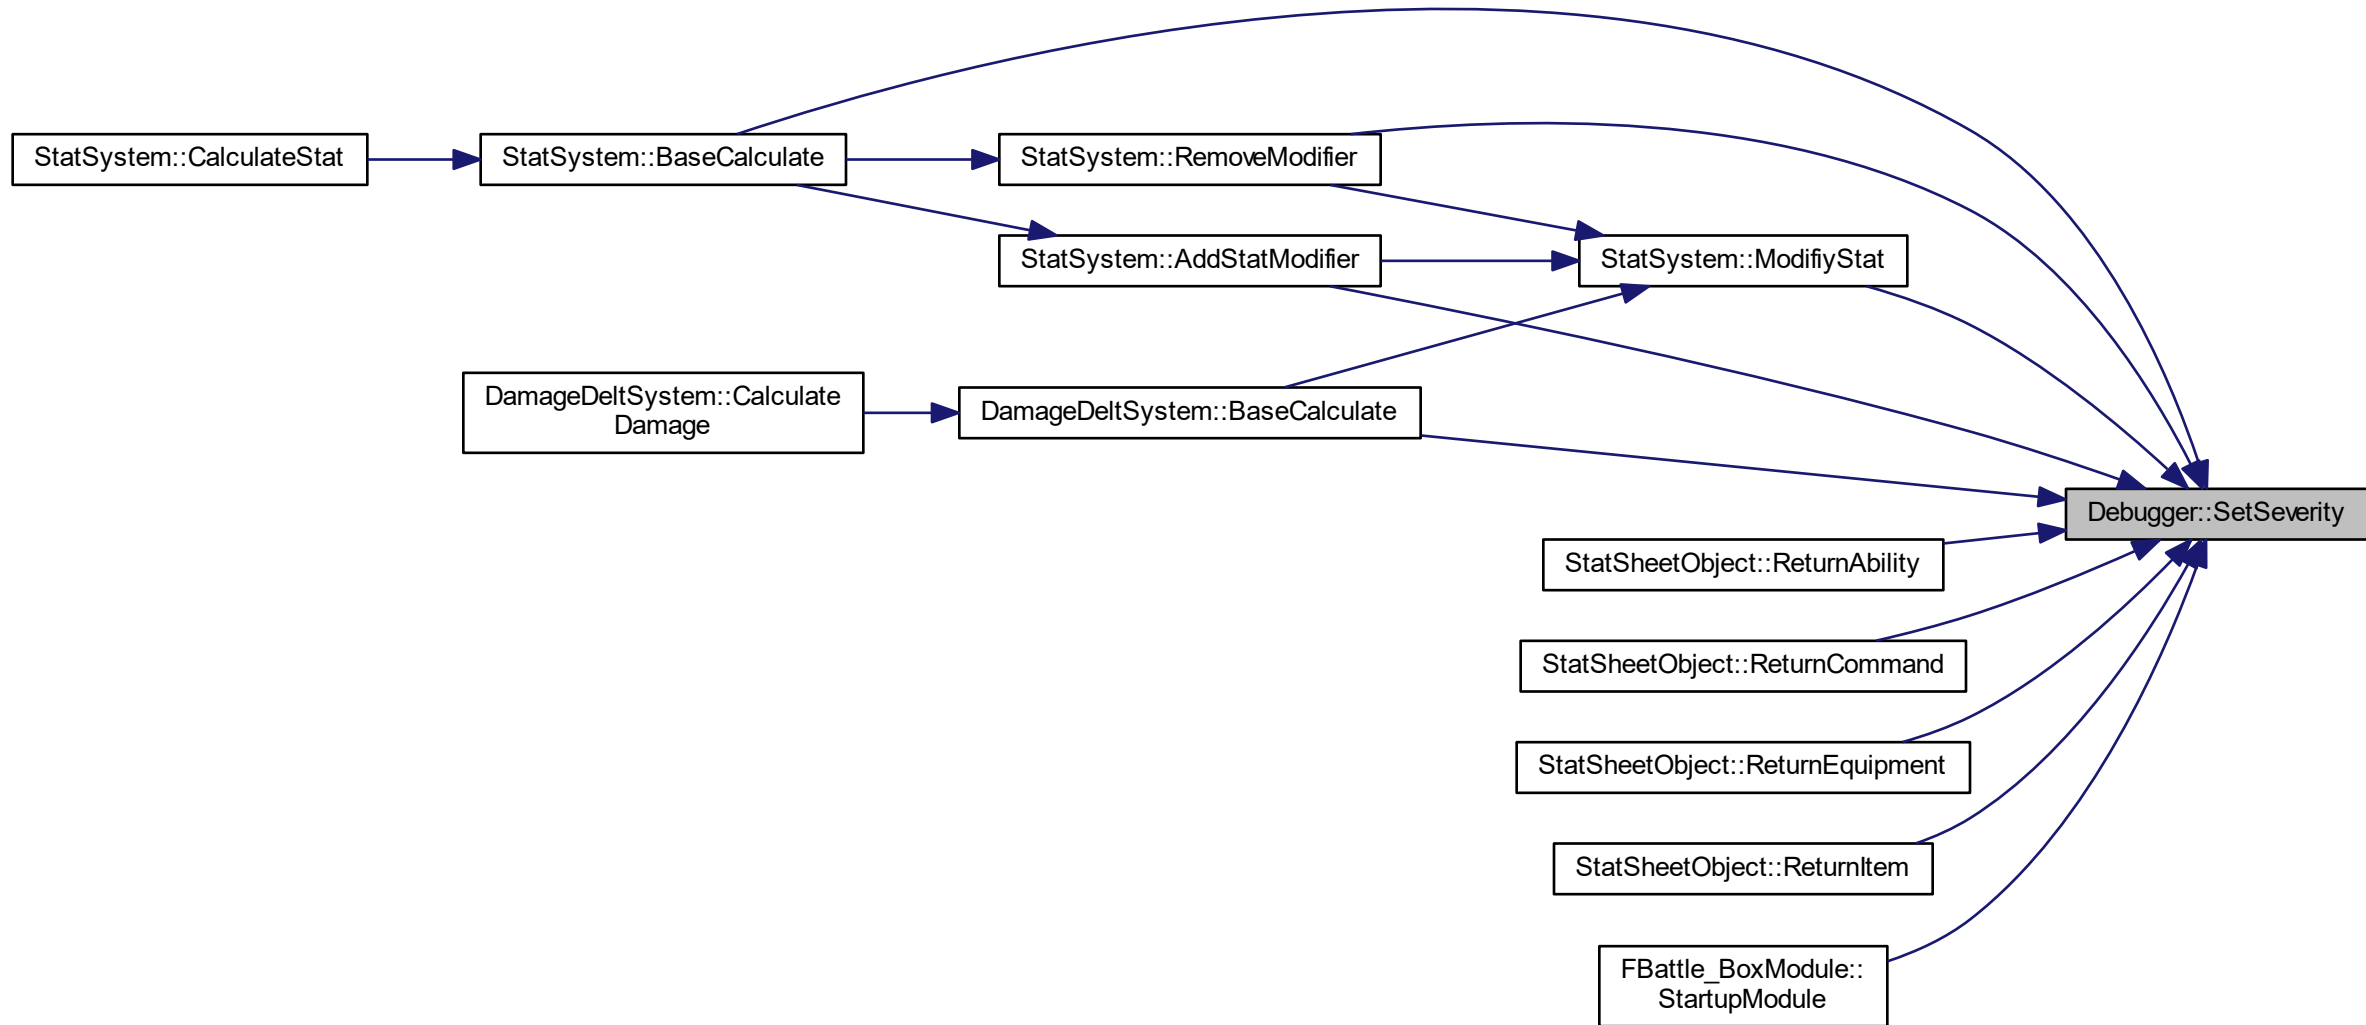 StatSystem::CalculateStat
StatSystem::BaseCalculate
StatSystem::RemoveModifier
StatSystem::AddStatModifier
StatSystem::ModifiyStat
DamageDeltSystem::Calculate
Damage
DamageDeltSystem::BaseCalculate
Debugger::SetSeverity
StatSheetObject::ReturnAbility
StatSheetObject::ReturnCommand
StatSheetObject::ReturnEquipment
StatSheetObject::ReturnItem
FBattle_BoxModule::
StartupModule